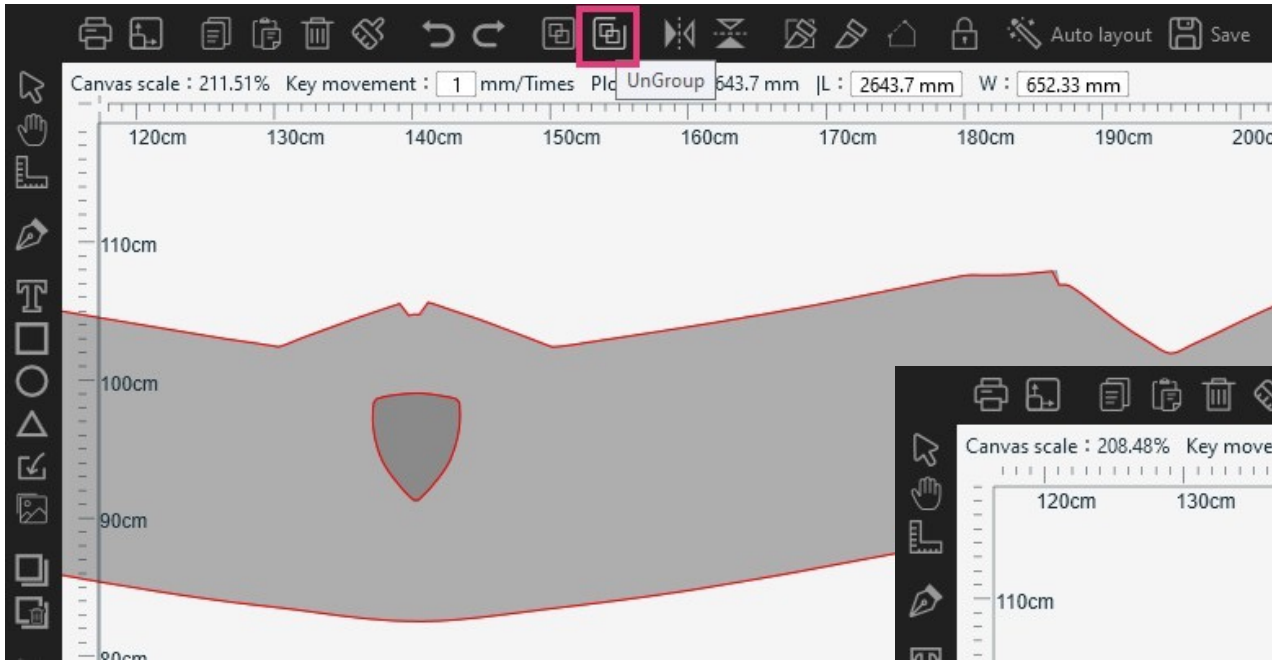 Auto layout Save
Canvas scale : 211.51% Key movement : 1 mm/Times Plo 643.7 mm |L : 2643.7 mm W : 652.33 mm
UnGroup
120cm 130cm 140cm 150cm 160cm 170cm 180cm 190cm 200c
110cm
100cm
90cm
80cm
Canvas scale : 208.48% Key move
120cm 130cm
110cm